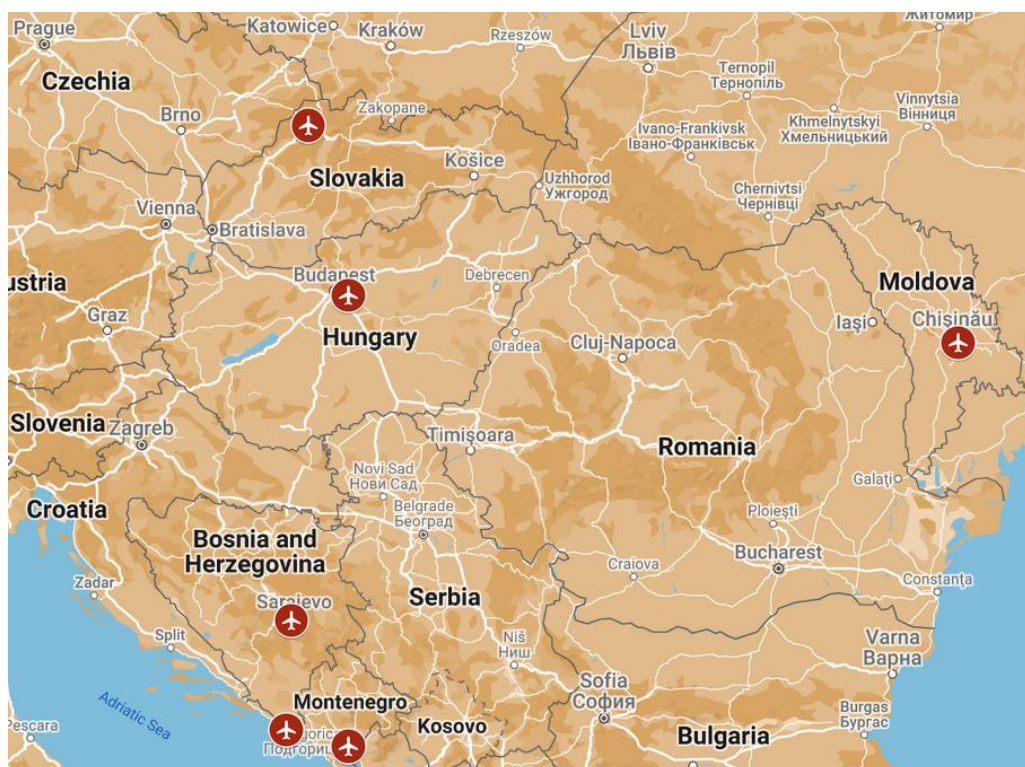 Prague
Katowice
Kraków
Rzeszów
Lviv
Львів
Житомир
Czechia
Ternopil
Тернопіль
Vinnytsia
Вінниця
Zakopane
Brno
Khmelnytskyi
Хмельницький
Ivano-Frankivsk
Івано-Франківськ
Košice
Slovakia
Uzhhorod
Ужгород
Chernivtsi
Чернівці
Vienna
Bratislava
Budapest
Debrecen
ustria
Moldova
Graz
Iaşi
Chișinău
Hungary
Oradea
Cluj-Napoca
Slovenia
Zagreb
Timișoara
Romania
Novi Sad
Нови Сад
Galați
Croatia
Belgrade
Београд
Ploiești
Bosnia and
Herzegovina
Bucharest
Zadar
Craiova
Constanța
Sarajevo
Serbia
Split
Niš
Ниш
Varna
Варна
Sofia
София
Adriatic Sea
Montenegro
Burgas
Бургас
Pescara
Kosovo
Bulgaria